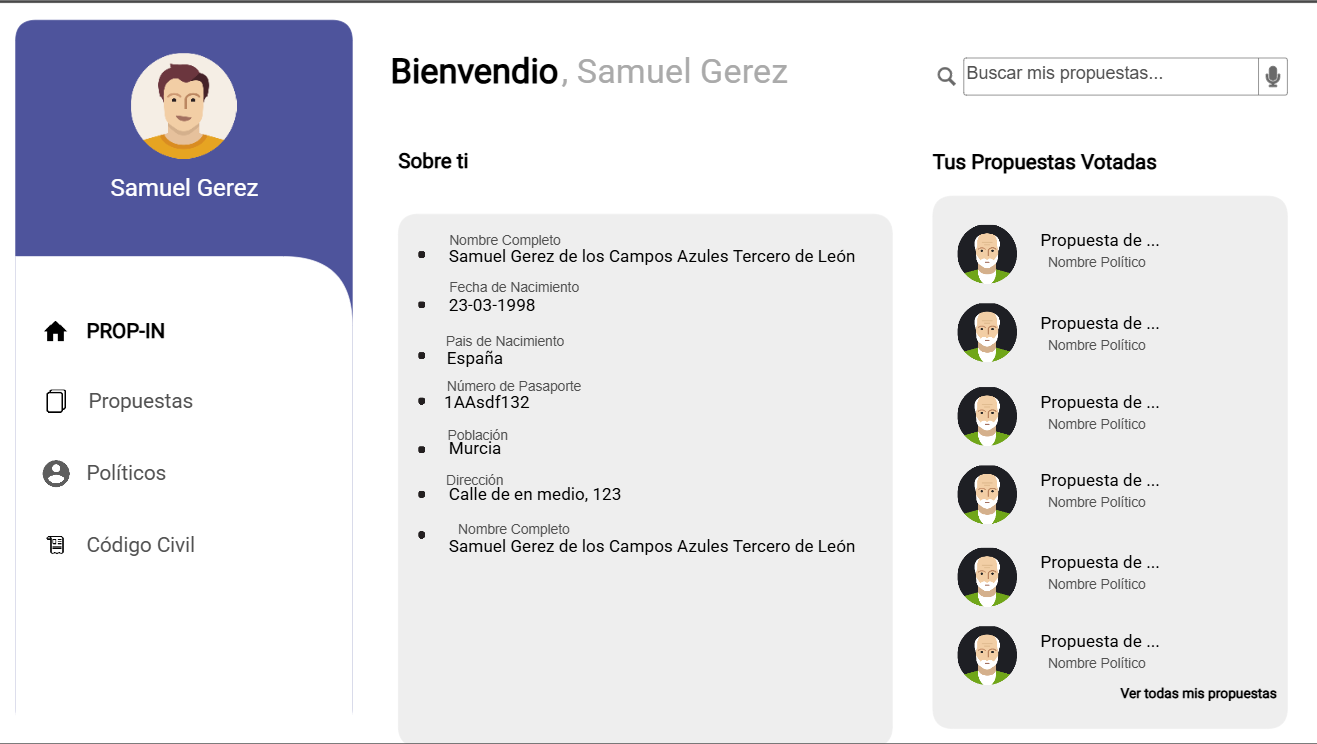 Samuel Gerez
PROP-IN
Propuestas
Políticos
Código Civil
Bienvendio, Samuel Gerez
Buscar mis propuestas...
Sobre ti
Nombre Completo
Samuel Gerez de los Campos Azules Tercero de León
Fecha de Nacimiento
23-03-1998
Pais de Nacimiento
España
Número de Pasaporte
1AAsdf132
Población
Murcia
Dirección
Calle de en medio, 123
Nombre Completo
Samuel Gerez de los Campos Azules Tercero de León
Tus Propuestas Votadas
Propuesta de ...
Nombre Político
Propuesta de ...
Nombre Político
Propuesta de ...
Nombre Político
Propuesta de ...
Nombre Político
Propuesta de ...
Nombre Político
Propuesta de ...
Nombre Político
Ver todas mis propuestas